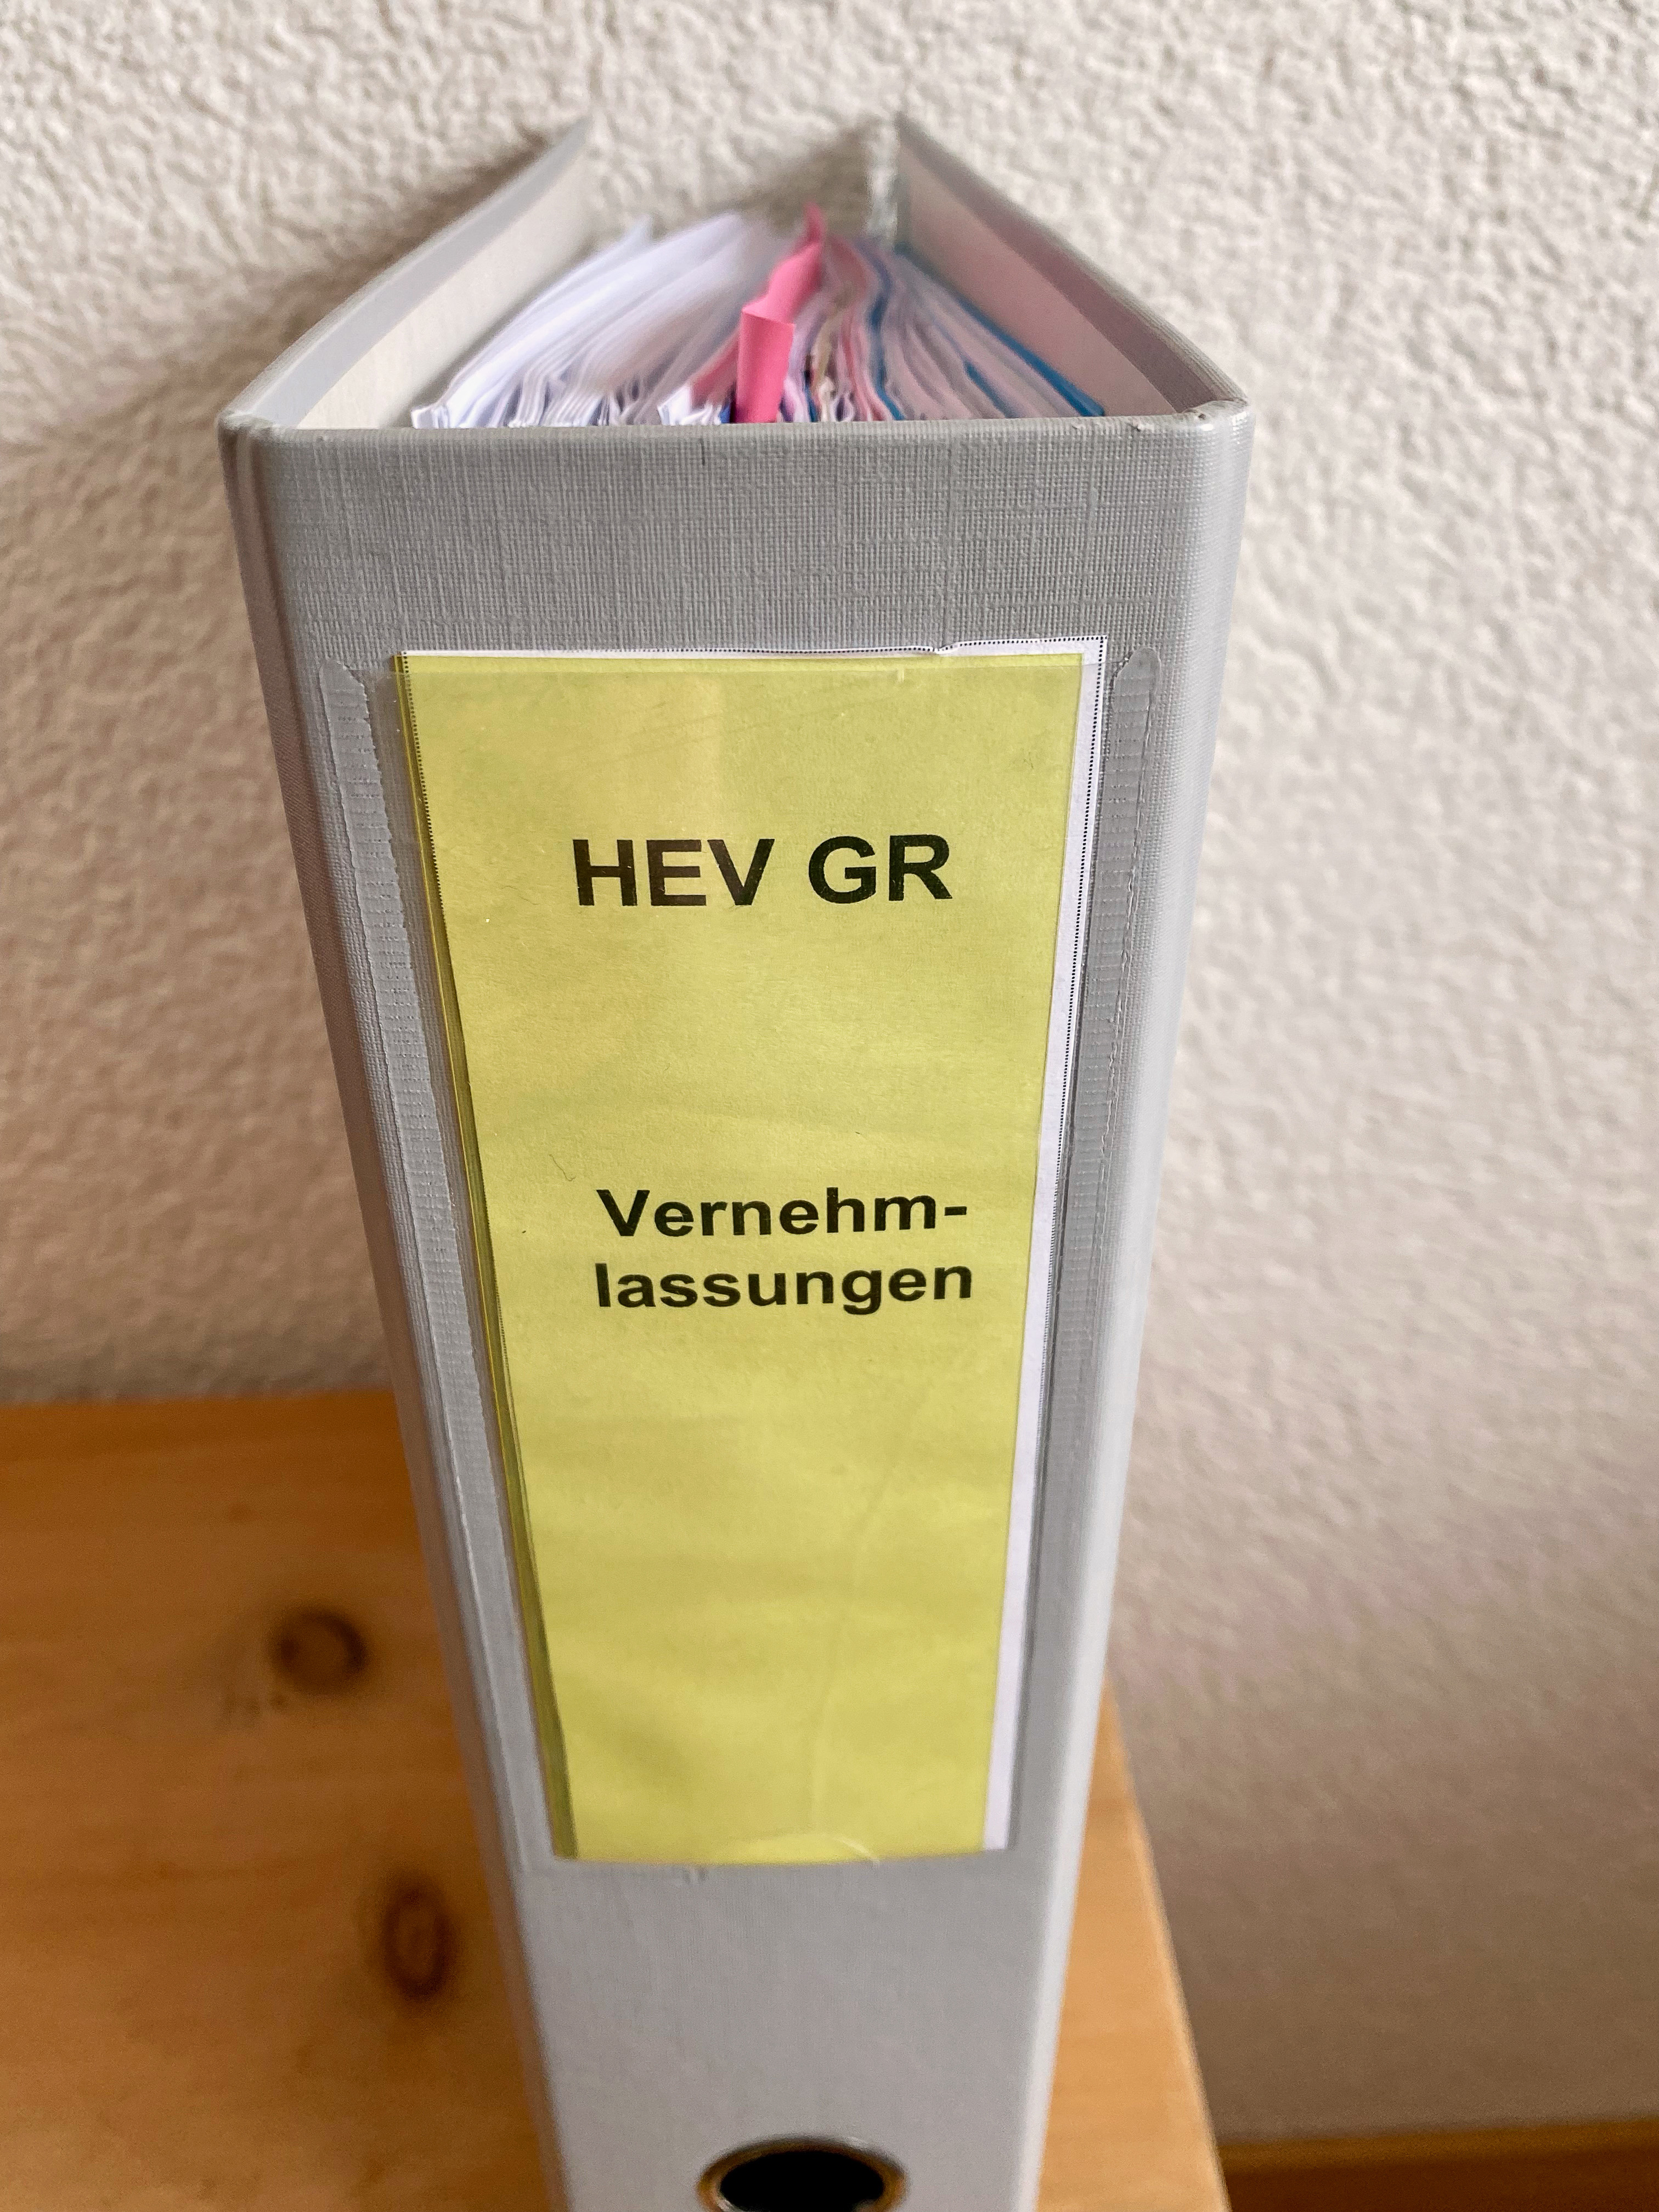 HEV GR
Vernehm-
lassungen